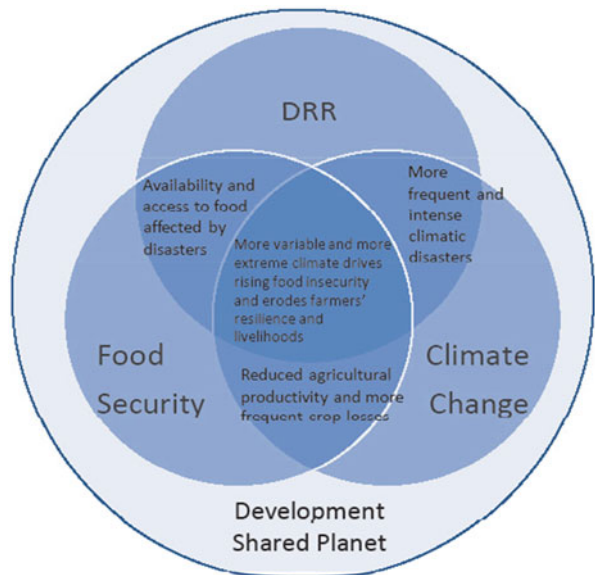 DRR
Availability and
access to food
affected by
disasters
More
frequent and
intense
climatic
disasters
More variable and more
extreme climate drives
rising food insecurity
and erodes farmers'
resilience and
livelihoods
Food
Security
Climate
Change
Reduced agricultural
productivity and more
frequent crop losses
Development
Shared Planet